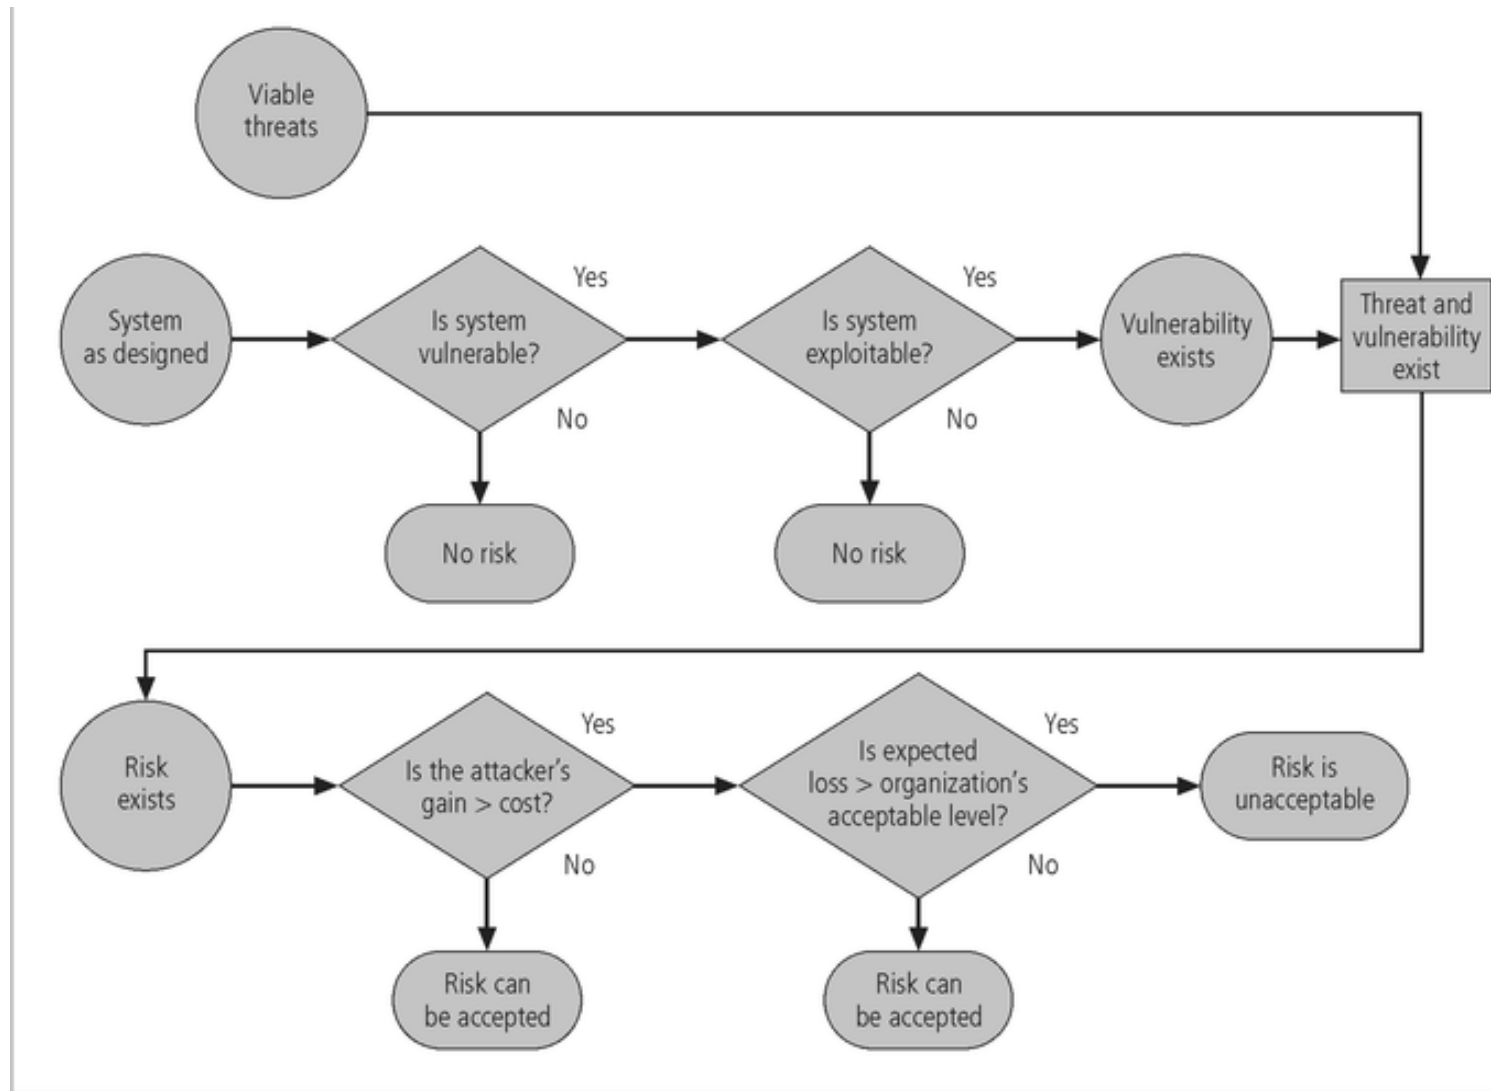 Viable
threats
System
as designed
Is system
vulnerable?
Yes
No
No risk
Is system
exploitable?
Yes
No
No risk
Vulnerability
exists
Threat and
vulnerability
exist
Risk
exists
Is the attacker’s
gain > cost?
Yes
No
Risk can
be accepted
Is expected
loss > organization’s
acceptable level?
Yes
No
Risk can
be accepted
Risk is
unacceptable